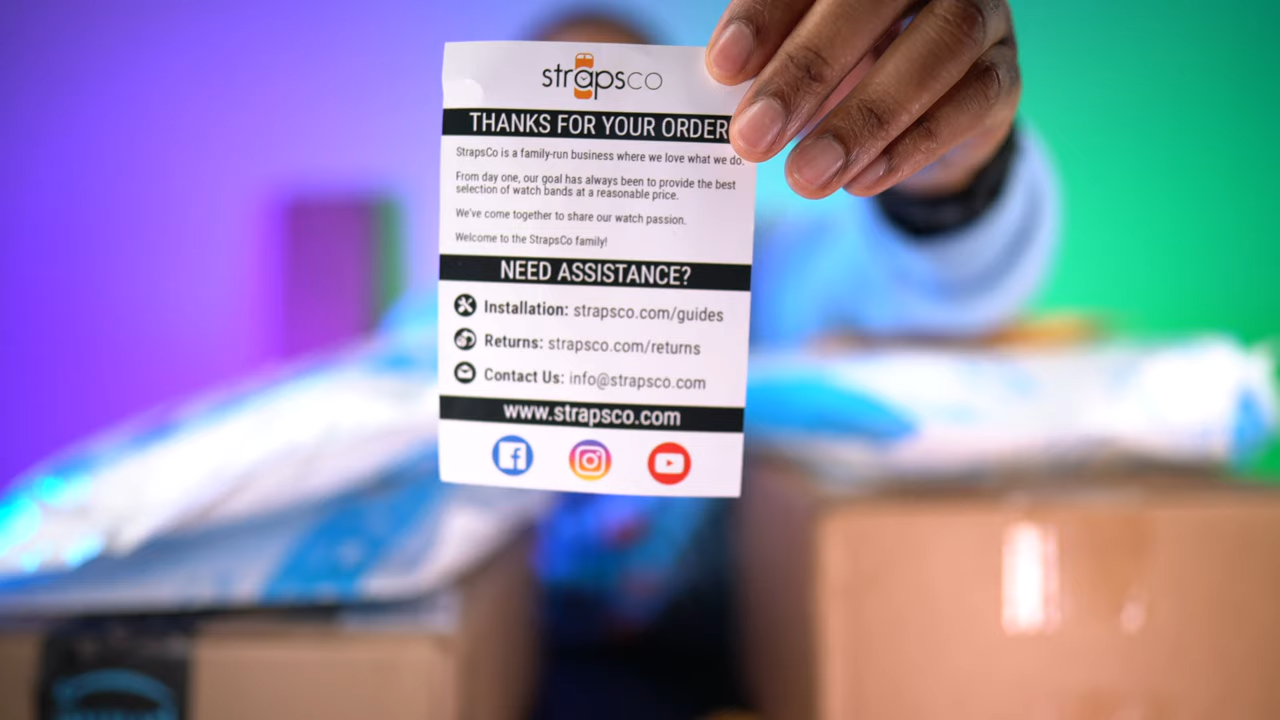 strapsco
THANKS FOR YOUR ORDER
StrapsCo is a family-run business where we love what we do.
From day one, our goal has always been to provide the best
selection of watch bands at a reasonable price.
We've come together to share our watch passion.
Welcome to the StrapsCo family!
NEED ASSISTANCE?
Installation: strapsco.com/guides
Returns: strapsco.com/returns
Contact Us: info@strapsco.com
www.strapsco.com